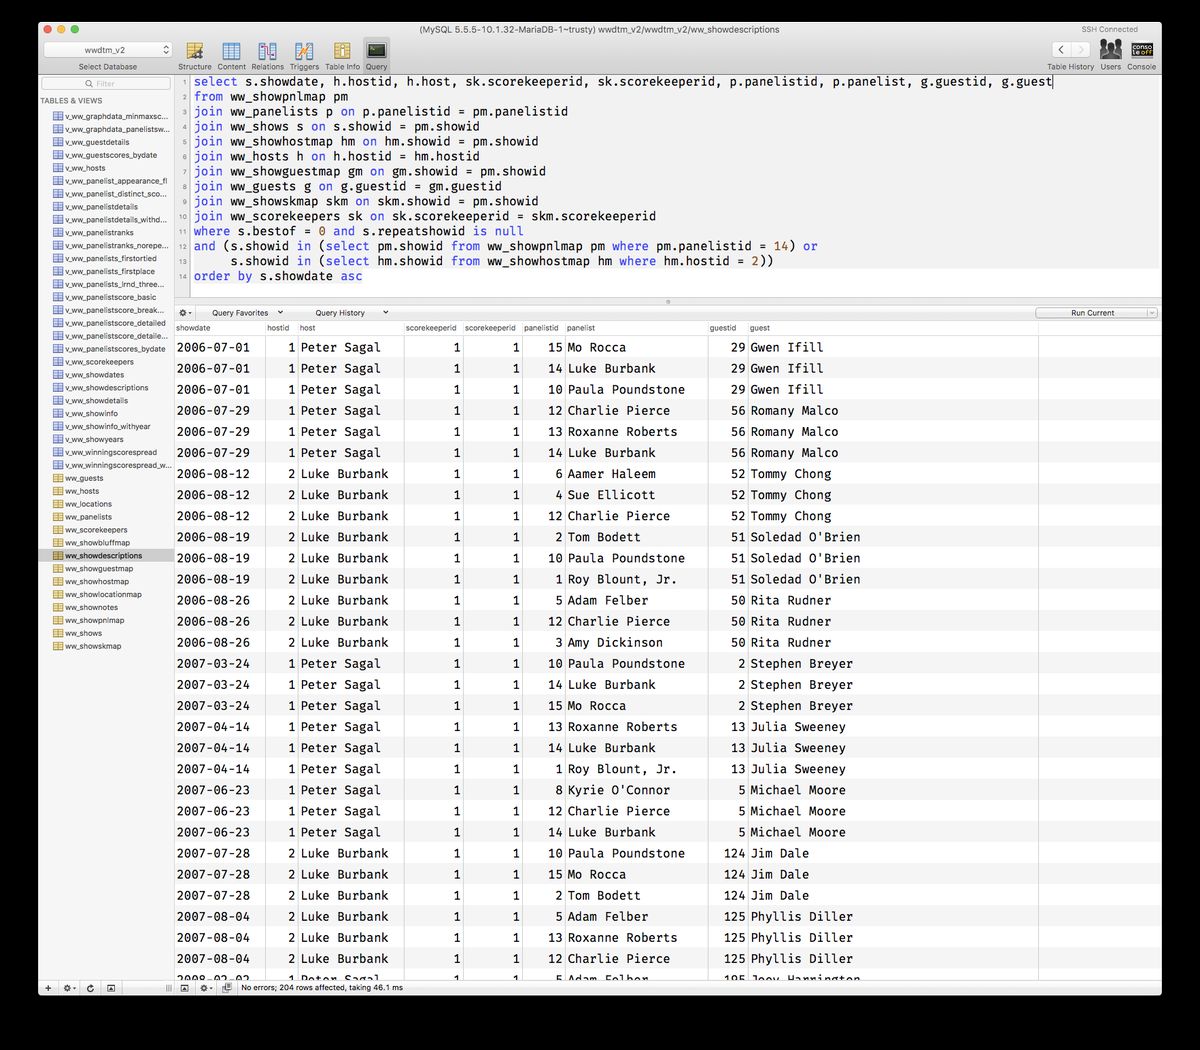 (MySQL 5.5.5-10.1.32-MariaDB-1~trusty) wwdtm_v2/wwdtm_v2/ww_showdescriptions
SSH Connected
wwdtm_v2
Select Database
Structure Content Relations Triggers Table Info Query
Table History Users Console
conso
le off
Filter
TABLES & VIEWS
v_ww_graphdata_minmaxsc...
v_ww_graphdata_panelistsw...
v_ww_guestdetails
v_ww_guestscores_bydate
v_ww_hosts
v_ww_panelist_appearance_fl
v_ww_panelist_distinct_sco...
v_ww_panelistdetails
v_ww_panelistdetails_withd...
v_ww_panelistranks
v_ww_panelistranks_norepe...
v_ww_panelists_firstortied
v_ww_panelists_firstplace
v_ww_panelists_lrnd_three...
v_ww_panelistscore_basic
v_ww_panelistscore_break...
v_ww_panelistscore_detailed
v_ww_panelistscore_detaile...
v_ww_panelistscores_bydate
v_ww_scorekeepers
v_ww_showdates
v_ww_showdescriptions
v_ww_showdetails
v_ww_showinfo
v_ww_showinfo_withyear
v_ww_showyears
v_ww_winningscorespread
v_ww_winningscorespread_w...
ww_guests
ww_hosts
ww_locations
ww_panelists
ww_scorekeepers
ww_showbluffmap
ww_showdescriptions
ww_showguestmap
ww_showhostmap
ww_showlocationmap
ww_shownotes
ww_showpnlmap
ww_shows
ww_showskmap
1 select s.showdate, h.hostid, h.host, sk.scorekeeperid, sk.scorekeeperid, p.panelistid, p.panelist, g.guestid, g.guest
2 from ww_showpnlmap pm
3 join ww_panelists p on p.panelistid = pm.panelistid
4 join ww_shows s on s.showid = pm.showid
5 join ww_showhostmap hm on hm.showid = pm.showid
6 join ww_hosts h on h.hostid = hm.hostid
7 join ww_showguestmap gm on gm.showid = pm.showid
8 join ww_guests g on g.guestid = gm.guestid
9 join ww_showskmap skm on skm.showid = pm.showid
10 join ww_scorekeepers sk on sk.scorekeeperid = skm.scorekeeperid
11 where s.bestof = 0 and s.repeatshowid is null
12 and (s.showid in (select pm.showid from ww_showpnlmap pm where pm.panelistid = 14) or
13 s.showid in (select hm.showid from ww_showhostmap hm where hm.hostid = 2))
14 order by s.showdate asc
Query Favorites Query History Run Current
showdate hostid host scorekeeperid scorekeeperid panelistid panelist guestid guest
2006-07-01 1 Peter Sagal 1 1 15 Mo Rocca 29 Gwen Ifill
2006-07-01 1 Peter Sagal 1 1 14 Luke Burbank 29 Gwen Ifill
2006-07-01 1 Peter Sagal 1 1 10 Paula Poundstone 29 Gwen Ifill
2006-07-29 1 Peter Sagal 1 1 12 Charlie Pierce 56 Romany Malco
2006-07-29 1 Peter Sagal 1 1 13 Roxanne Roberts 56 Romany Malco
2006-07-29 1 Peter Sagal 1 1 14 Luke Burbank 56 Romany Malco
2006-08-12 2 Luke Burbank 1 1 6 Aamer Haleem 52 Tommy Chong
2006-08-12 2 Luke Burbank 1 1 4 Sue Ellicott 52 Tommy Chong
2006-08-12 2 Luke Burbank 1 1 12 Charlie Pierce 52 Tommy Chong
2006-08-19 2 Luke Burbank 1 1 2 Tom Bodett 51 Soledad O'Brien
2006-08-19 2 Luke Burbank 1 1 10 Paula Poundstone 51 Soledad O'Brien
2006-08-19 2 Luke Burbank 1 1 1 Roy Blount, Jr. 51 Soledad O'Brien
2006-08-26 2 Luke Burbank 1 1 5 Adam Felber 50 Rita Rudner
2006-08-26 2 Luke Burbank 1 1 12 Charlie Pierce 50 Rita Rudner
2006-08-26 2 Luke Burbank 1 1 3 Amy Dickinson 50 Rita Rudner
2007-03-24 1 Peter Sagal 1 1 10 Paula Poundstone 2 Stephen Breyer
2007-03-24 1 Peter Sagal 1 1 14 Luke Burbank 2 Stephen Breyer
2007-03-24 1 Peter Sagal 1 1 15 Mo Rocca 2 Stephen Breyer
2007-04-14 1 Peter Sagal 1 1 13 Roxanne Roberts 13 Julia Sweeney
2007-04-14 1 Peter Sagal 1 1 14 Luke Burbank 13 Julia Sweeney
2007-04-14 1 Peter Sagal 1 1 1 Roy Blount, Jr. 13 Julia Sweeney
2007-06-23 1 Peter Sagal 1 1 8 Kyrie O'Connor 5 Michael Moore
2007-06-23 1 Peter Sagal 1 1 12 Charlie Pierce 5 Michael Moore
2007-06-23 1 Peter Sagal 1 1 14 Luke Burbank 5 Michael Moore
2007-07-28 2 Luke Burbank 1 1 10 Paula Poundstone 124 Jim Dale
2007-07-28 2 Luke Burbank 1 1 15 Mo Rocca 124 Jim Dale
2007-07-28 2 Luke Burbank 1 1 2 Tom Bodett 124 Jim Dale
2007-08-04 2 Luke Burbank 1 1 5 Adam Felber 125 Phyllis Diller
2007-08-04 2 Luke Burbank 1 1 13 Roxanne Roberts 125 Phyllis Diller
2007-08-04 2 Luke Burbank 1 1 12 Charlie Pierce 125 Phyllis Diller
2008-02-02 1 Peter Sagal 1 1 5 Adam Felber 195 Joey Harrington
No errors; 204 rows affected, taking 46.1 ms